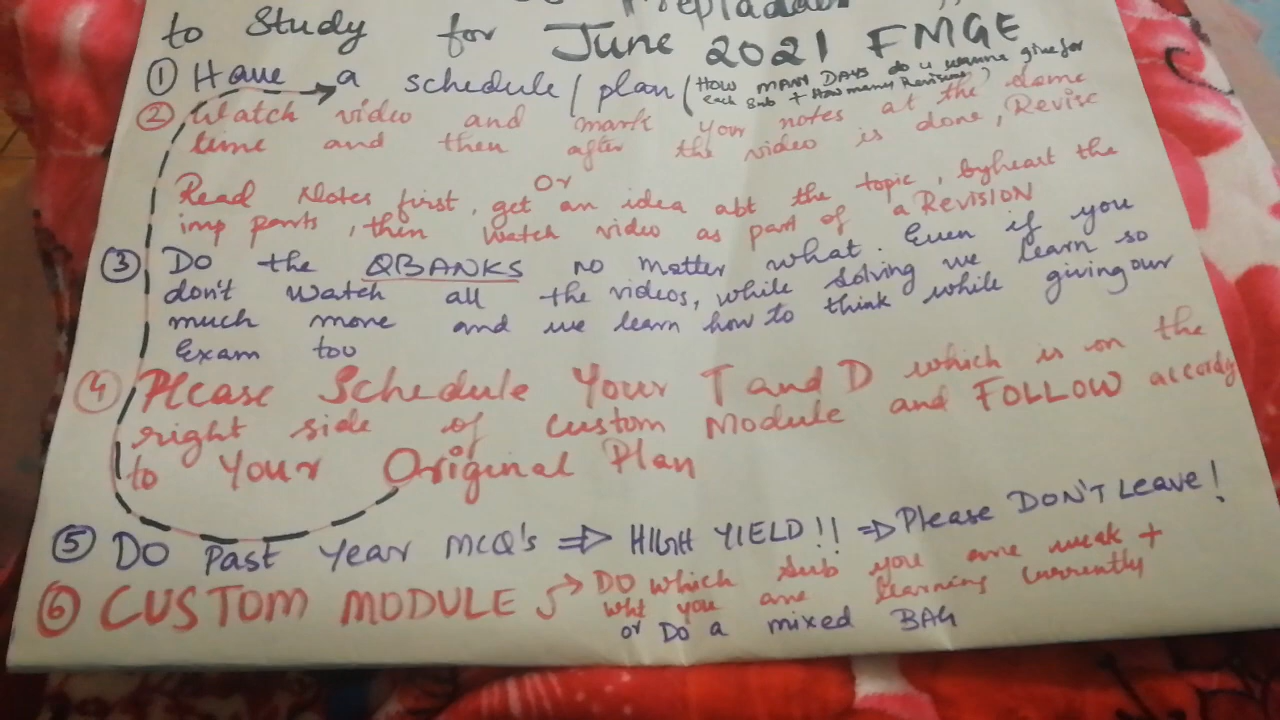 Prepladder
to Study for June 2021 FMGE
① Have a schedule / plan (HOW MANY DAYS do u wanna give for
each sub + How many Revisions)
② Watch video and mark your notes at the same
time and then after the video is done, Revise
Or
Read Notes first, get an idea abt the topic, byheart the
imp parts, then watch video as part of a REVISION
③ Do the QBANKS no matter what. Even if you
don't watch all the videos, while solving we learn so
much more and we learn how to think while giving our
Exam too
④ Please Schedule Your T and D which is on the
right side of custom Module and FOLLOW accordy
to Your Original Plan
⑤ DO Past Year MCQ's ⇒ HIGH YIELD!! ⇒ Please DON'T Leave!
⑥ CUSTOM MODULE → DO which sub you are weak +
wht you are learning currently
or Do a mixed BAG